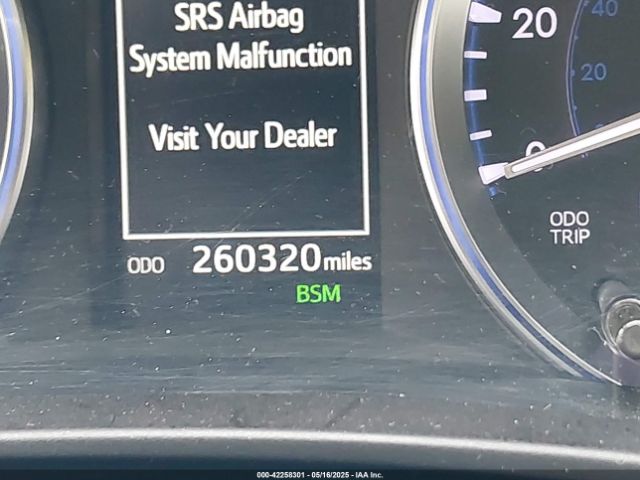 SRS Airbag
System Malfunction
Visit Your Dealer
ODO 260320 miles
BSM
20
0
40
20
ODO
TRIP
000-42258301 - 05/16/2025 - IAA Inc.